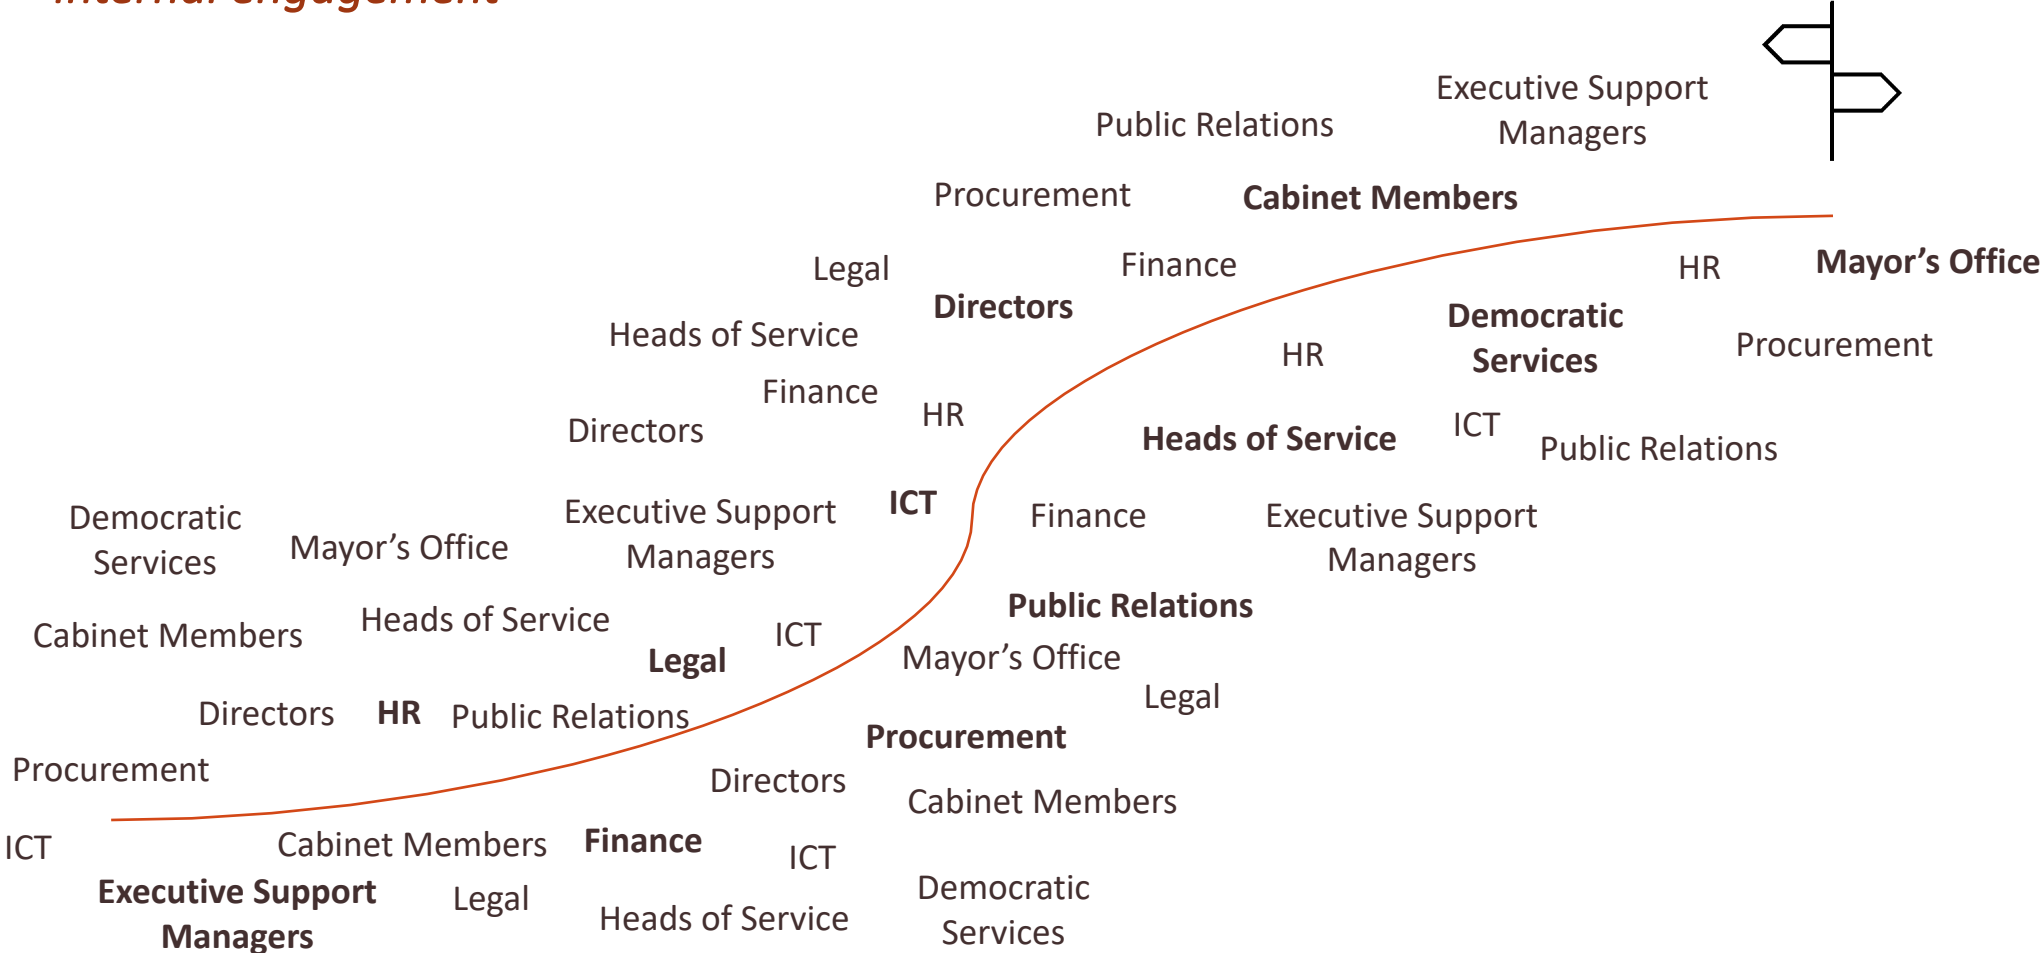 internal engagement
Executive Support
Managers
Public Relations
Procurement
Cabinet Members
Legal
Finance
HR
Mayor’s Office
Directors
Democratic
Services
Heads of Service
HR
Procurement
Finance
HR
Directors
Heads of Service
ICT
Public Relations
Democratic
Services
Mayor’s Office
Executive Support
Managers
ICT
Finance
Executive Support
Managers
Public Relations
Cabinet Members
Heads of Service
Legal
ICT
Mayor’s Office
Legal
Directors
HR
Public Relations
Procurement
Procurement
Directors
Cabinet Members
ICT
Cabinet Members
Finance
ICT
Executive Support
Managers
Legal
Heads of Service
Democratic
Services